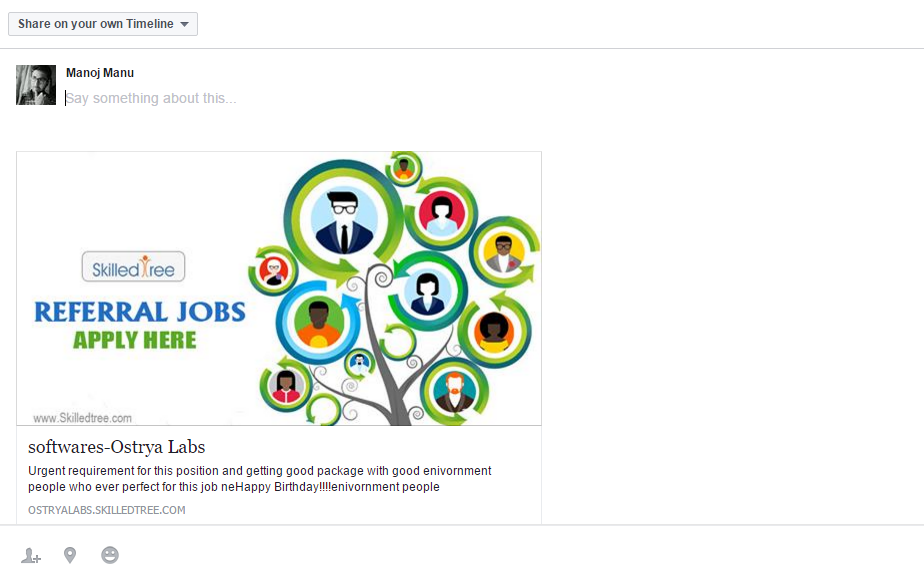 Share on your own Timeline
Manoj Manu
Say something about this...
SkilledTree
REFERRAL JOBS
APPLY HERE
www.Skilledtree.com
softwares-Ostrya Labs
Urgent requirement for this position and getting good package with good enivornment
people who ever perfect for this job neHappy Birthday!!!!enivornment people
OSTRYALABS.SKILLEDTREE.COM